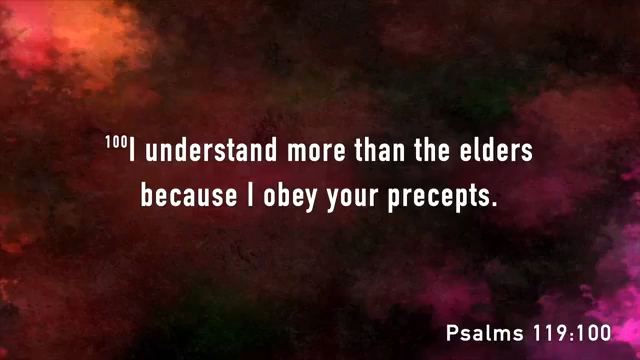 100I understand more than the elders
because I obey your precepts.
Psalms 119:100